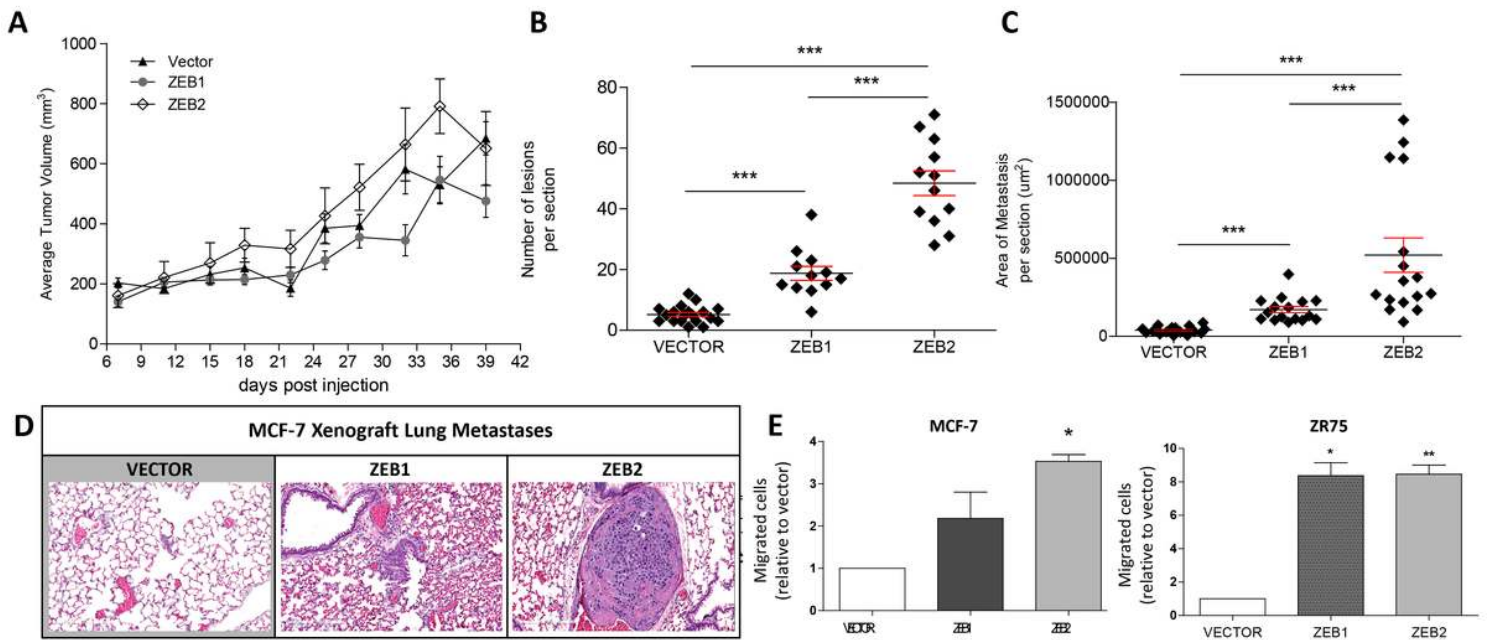 A
Average Tumor Volume (mm3)
1000
800
600
400
200
0
Vector
ZEB1
ZEB2
6 9 12 15 18 21 24 27 30 33 36 39 42
days post injection
B
Number of lesions
per section
80
60
40
20
0
***
***
***
VECTOR ZEB1 ZEB2
C
Area of Metastasis
per section (um2)
1500000
1000000
500000
0
***
***
***
VECTOR ZEB1 ZEB2
D
MCF-7 Xenograft Lung Metastases
VECTOR ZEB1 ZEB2
E
MCF-7
Migrated cells
(relative to vector)
4
3
2
1
0
*
VECTOR ZEB1 ZEB2
ZR75
Migrated cells
(relative to vector)
10
8
6
4
2
0
* **
VECTOR ZEB1 ZEB2